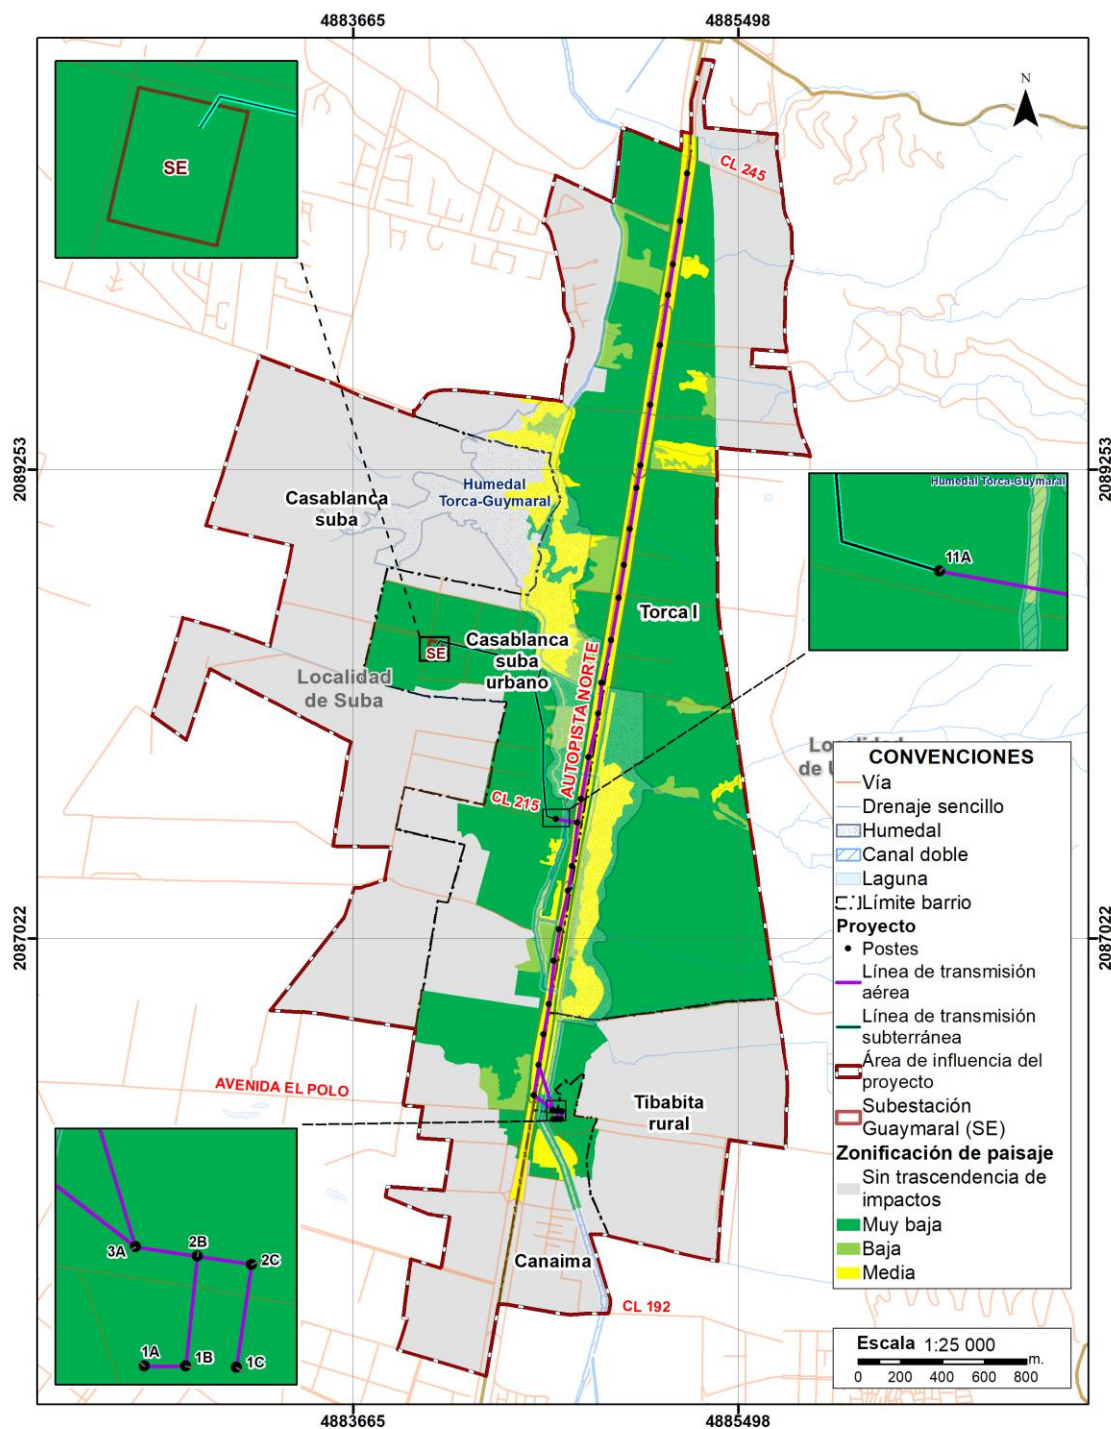 4883665
4885498
N
SE
CL 245
2089253
2089253
Humedal
Torca-Guymaral
Casablanca
suba
Humedal Torca-Guymaral
11A
Torca I
Casablanca
suba
urbano
SE
Localidad
de Suba
AUTOPISTA NORTE
CL 215
de U
CONVENCIONES
Vía
Drenaje sencillo
Humedal
Canal doble
Laguna
Límite barrio
Proyecto
Postes
Línea de transmisión
aérea
Línea de transmisión
subterránea
Área de influencia del
proyecto
Subestación
Guaymaral (SE)
Zonificación de paisaje
Sin trascendencia de
impactos
Muy baja
Baja
Media
2087022
2087022
AVENIDA EL POLO
Tibabita
rural
3A
2B
2C
1A
1B
1C
Canaima
CL 192
Escala 1:25 000
m.
0 200 400 600 800
4883665
4885498